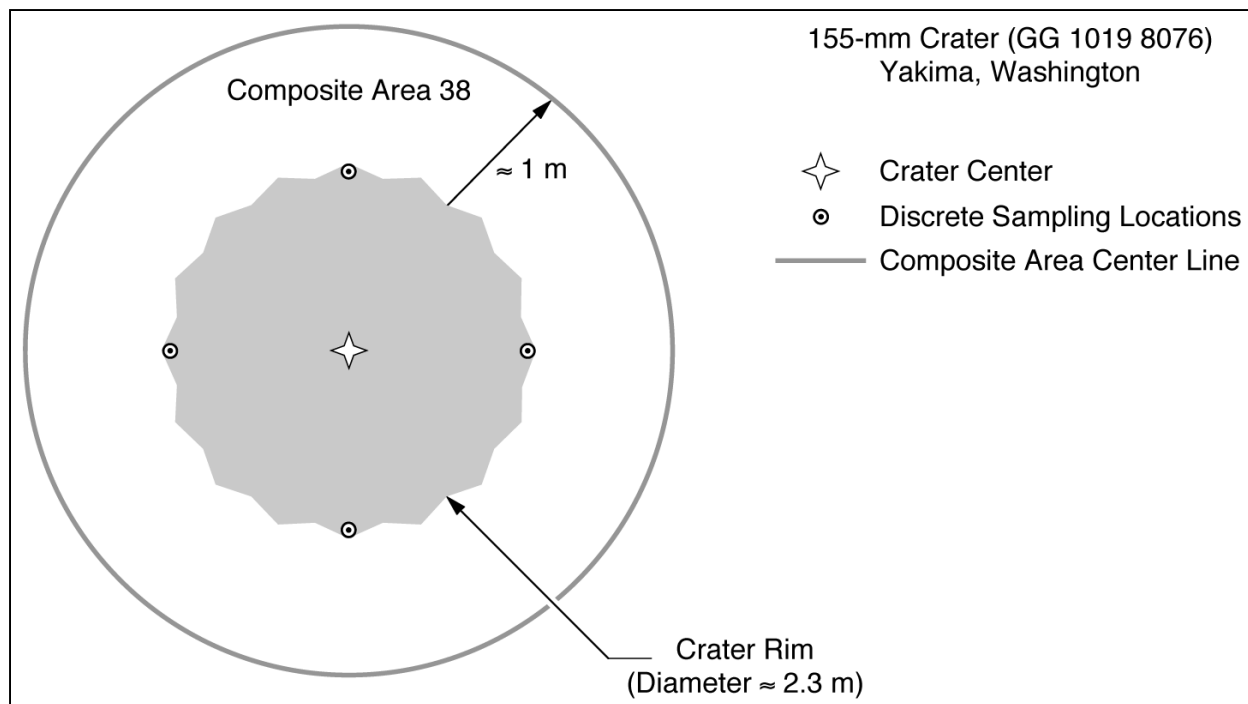 155-mm Crater (GG 1019 8076)
Yakima, Washington
Composite Area 38
≈ 1 m
Crater Center
Discrete Sampling Locations
Composite Area Center Line
Crater Rim
(Diameter ≈ 2.3 m)